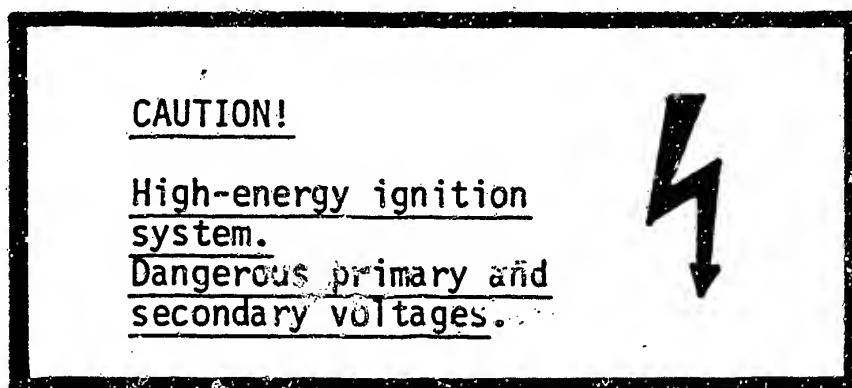 CAUTION!
High-energy ignition
system.
Dangerous primary and
secondary voltages.